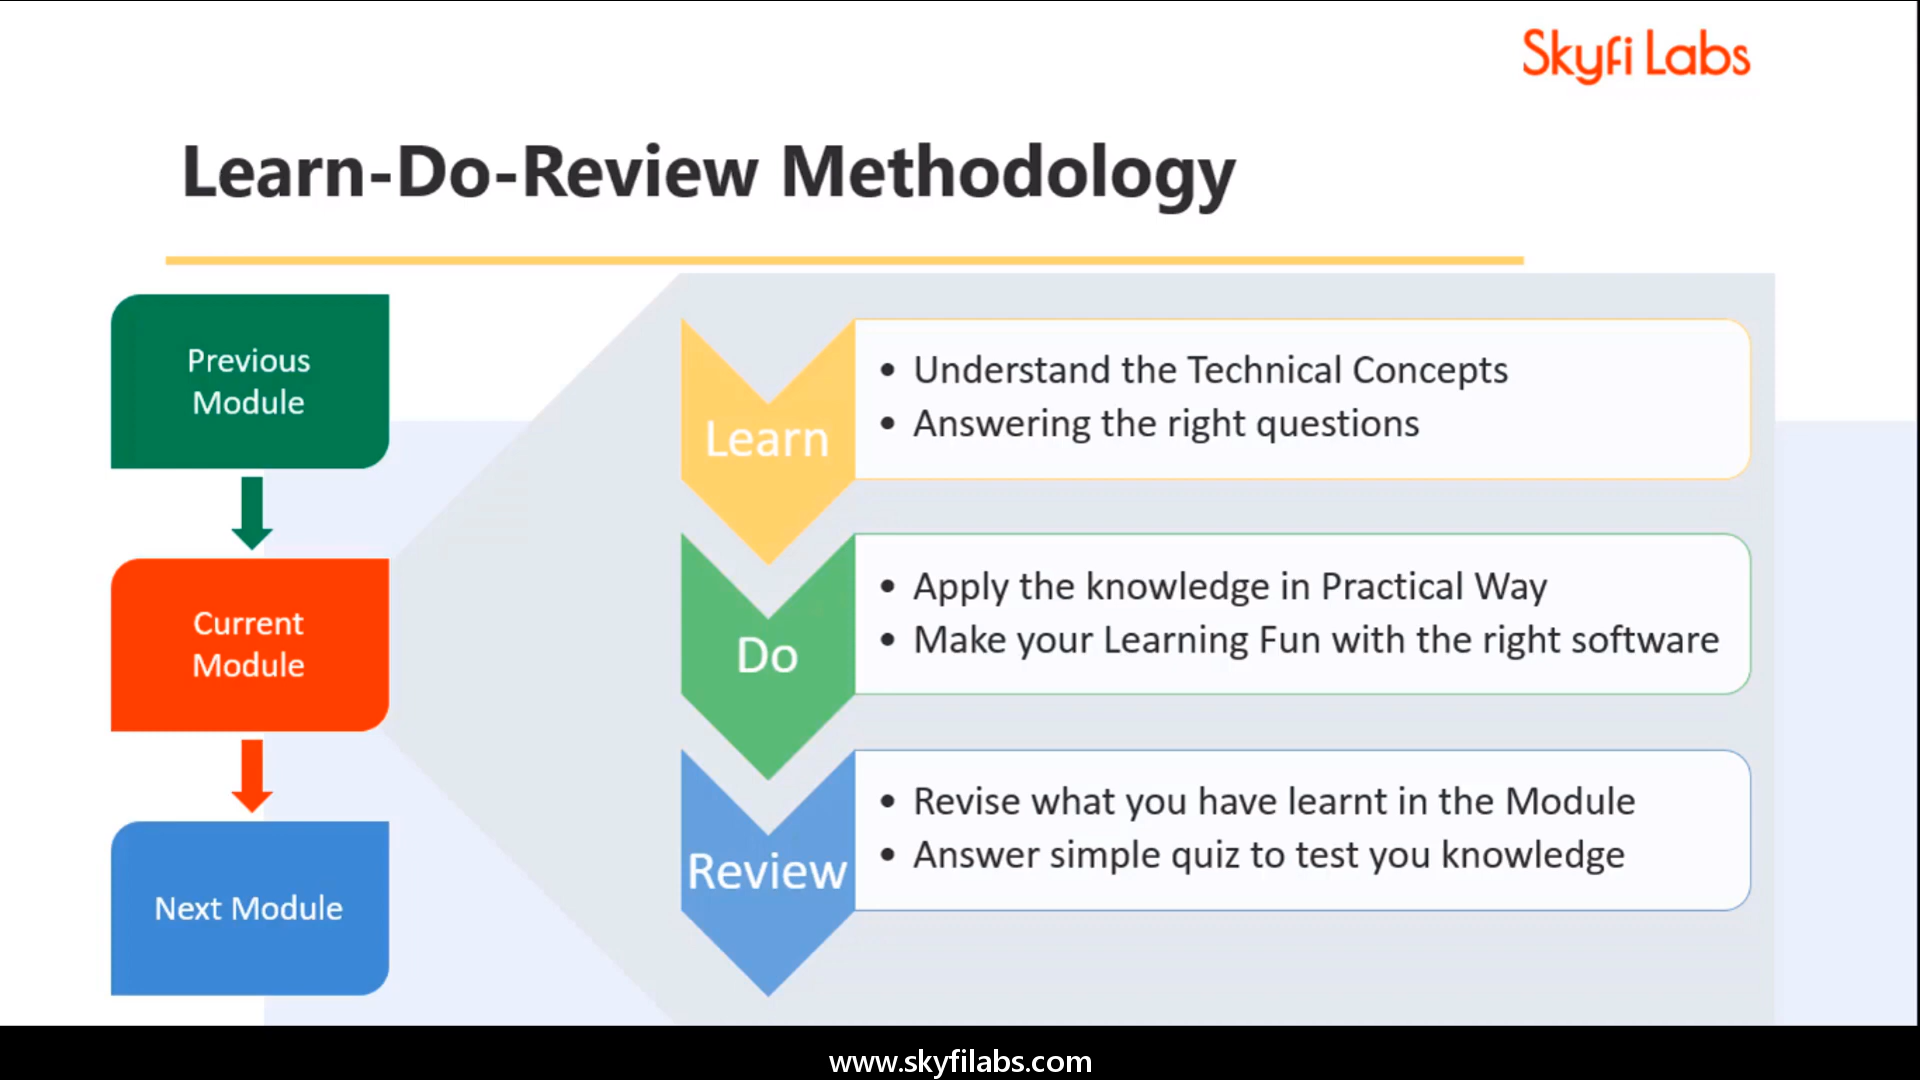 Skyfi Labs
Learn-Do-Review Methodology
Previous
Module
Current
Module
Next Module
Learn
• Understand the Technical Concepts
• Answering the right questions
Do
• Apply the knowledge in Practical Way
• Make your Learning Fun with the right software
Review
• Revise what you have learnt in the Module
• Answer simple quiz to test you knowledge
www.skyfilabs.com